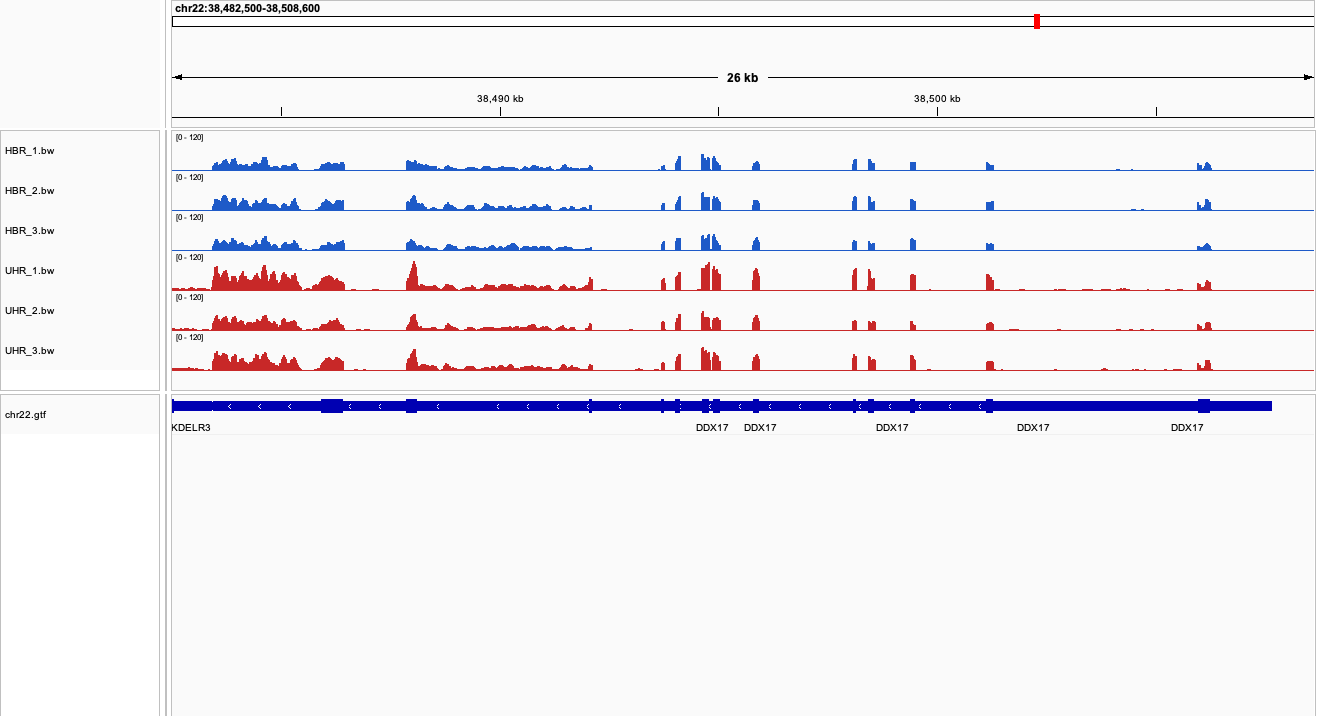 chr22:38,482,500-38,508,600
26 kb
38,490 kb 38,500 kb
HBR_1.bw [0 - 120]
HBR_2.bw [0 - 120]
HBR_3.bw [0 - 120]
UHR_1.bw [0 - 120]
UHR_2.bw [0 - 120]
UHR_3.bw [0 - 120]
chr22.gtf
KDELR3 DDX17 DDX17 DDX17 DDX17 DDX17